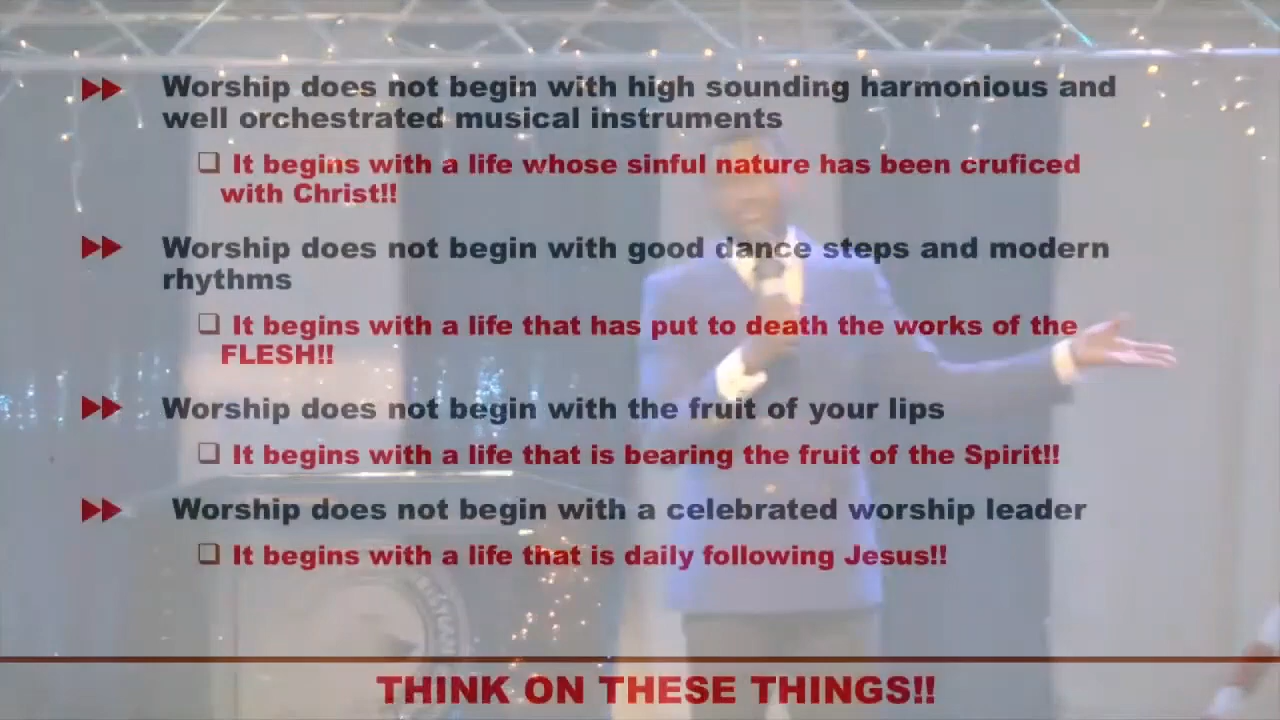 Worship does not begin with high sounding harmonious and
well orchestrated musical instruments
It begins with a life whose sinful nature has been cruficed
with Christ!!
Worship does not begin with good dance steps and modern
rhythms
It begins with a life that has put to death the works of the
FLESH!!
Worship does not begin with the fruit of your lips
It begins with a life that is bearing the fruit of the Spirit!!
Worship does not begin with a celebrated worship leader
It begins with a life that is daily following Jesus!!
THINK ON THESE THINGS!!